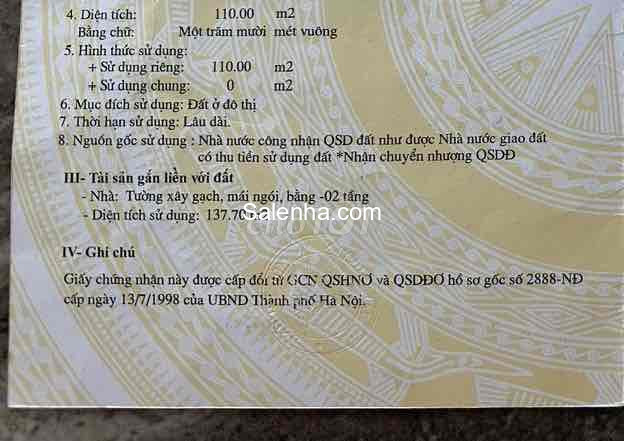 4. Diện tích: 110.00 m2
Bằng chữ: Một trăm mười mét vuông
5. Hình thức sử dụng:
+ Sử dụng riêng: 110.00 m2
+ Sử dụng chung: 0 m2
6. Mục đích sử dụng: Đất ở đô thị
7. Thời hạn sử dụng: Lâu dài.
8. Nguồn gốc sử dụng : Nhà nước công nhận QSD đất như được Nhà nước giao đất
có thu tiền sử dụng đất *Nhận chuyển nhượng QSDĐ
III- Tài sản gắn liền với đất
- Nhà: Tường xây gạch, mái ngói, bằng -02 tầng
- Diện tích sử dụng: 137.70
Salenha.com
IV- Ghi chú
Giấy chứng nhận này được cấp đổi từ GCN QSHNƠ và QSDĐƠ hồ sơ gốc số 2888-NĐ
cấp ngày 13/7/1998 của UBND Thành phố Hà Nội.